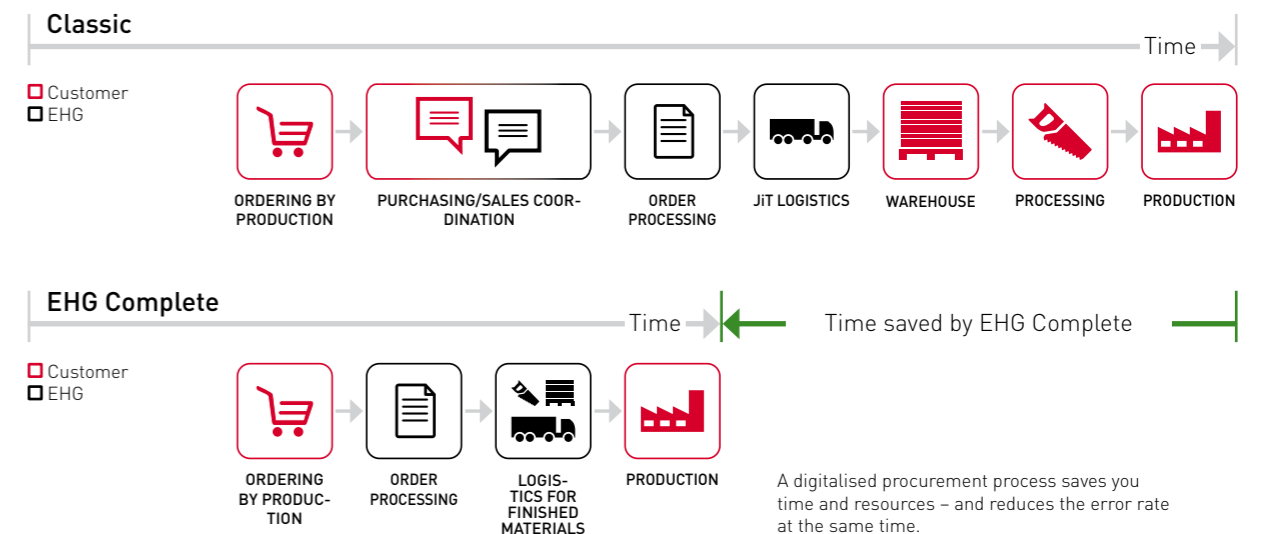 Classic
Time
Customer
EHG
ORDERING BY
PRODUCTION
PURCHASING/SALES COOR-
DINATION
ORDER
PROCESSING
JiT LOGISTICS
WAREHOUSE
PROCESSING
PRODUCTION
EHG Complete
Time
Time saved by EHG Complete
Customer
EHG
ORDERING
BY PRODUC-
TION
ORDER
PROCESSING
LOGIS-
TICS FOR
FINISHED
MATERIALS
PRODUCTION
A digitalised procurement process saves you
time and resources – and reduces the error rate
at the same time.